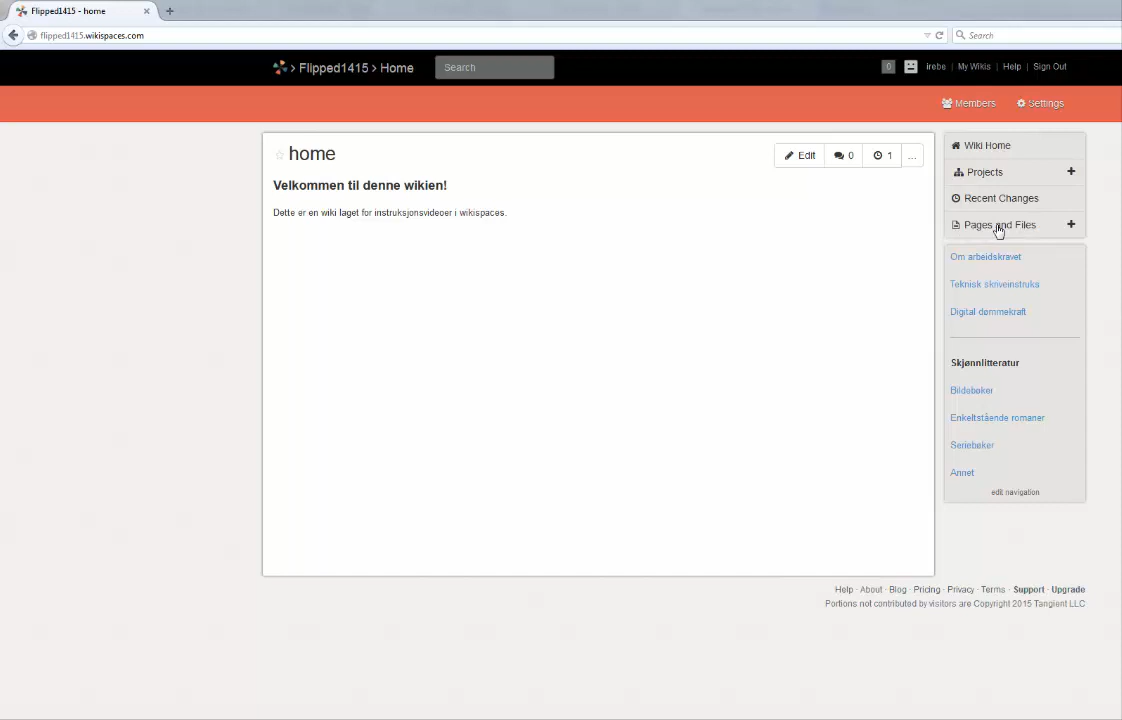 Flipped1415 - home
flipped1415.wikispaces.com
Search
Flipped1415 > Home
Search
0
irebe | My Wikis | Help | Sign Out
Members
Settings
home
Edit
0
1
...
Velkommen til denne wikien!
Dette er en wiki laget for instruksjonsvideoer i wikispaces.
Wiki Home
Projects
Recent Changes
Pages and Files
Om arbeidskravet
Teknisk skriveinstruks
Digital dømmekraft
Skjønnlitteratur
Bildebøker
Enkeltstående romaner
Seriebøker
Annet
edit navigation
Help · About · Blog · Pricing · Privacy · Terms · Support · Upgrade
Portions not contributed by visitors are Copyright 2015 Tangient LLC